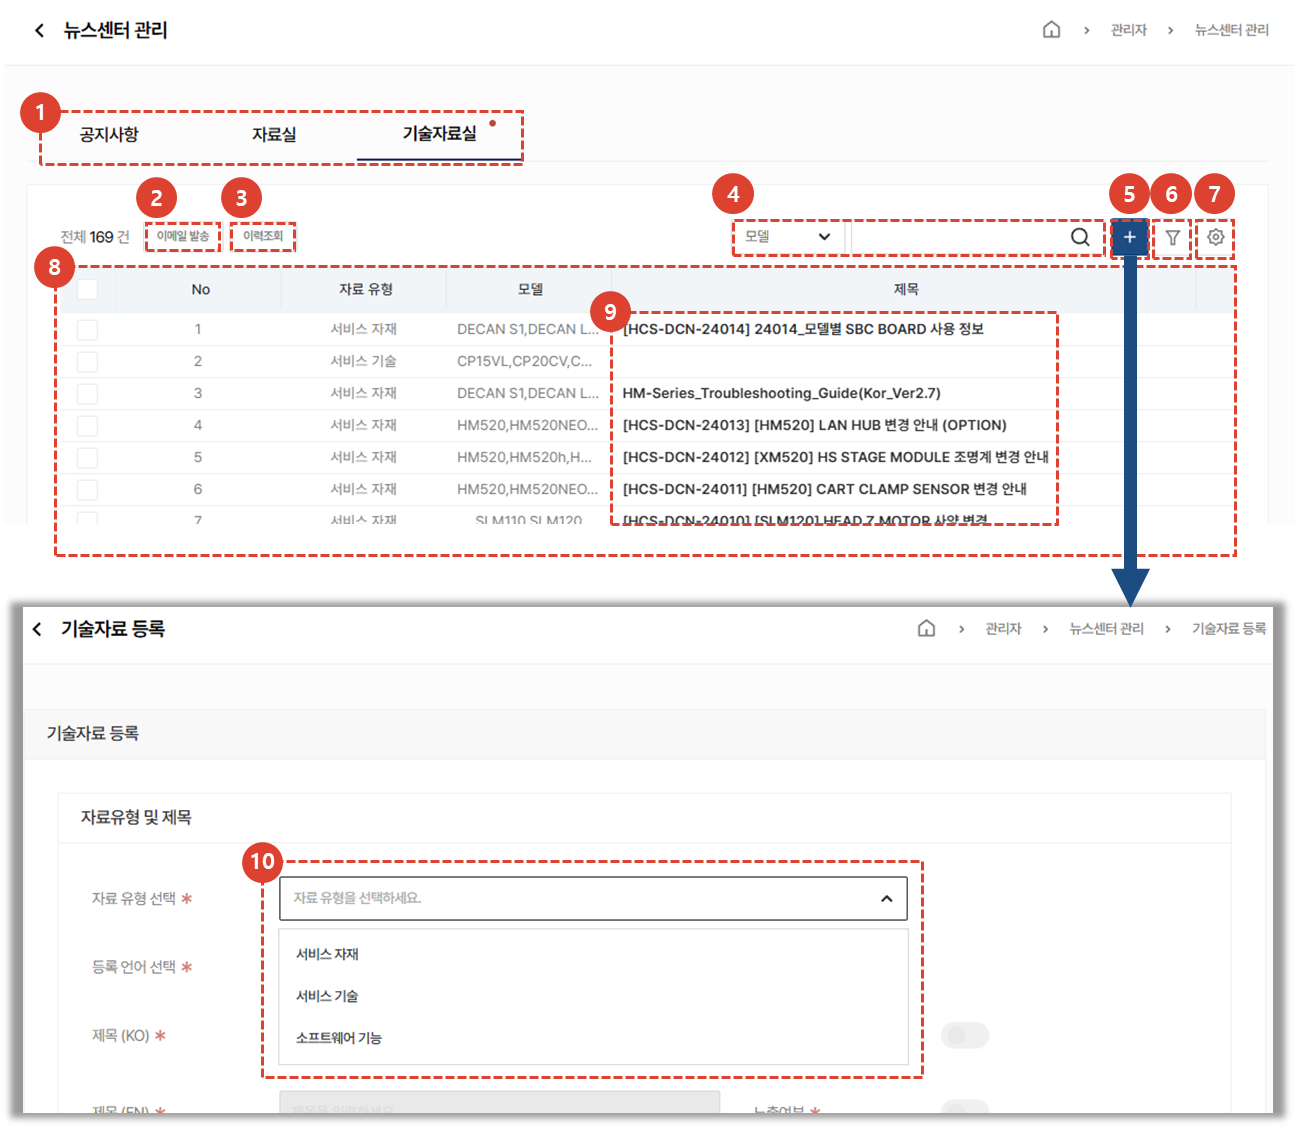 뉴스센터 관리
관리자 > 뉴스센터 관리
1
공지사항 자료실 기술자료실
2 3 4 5 6 7
전체 169 건 이메일 발송 이력조회 모델 +
8
No 자료 유형 모델 제목
9
1 서비스 자재 DECAN S1,DECAN L... [HCS-DCN-24014] 24014_모델별 SBC BOARD 사용 정보
2 서비스 기술 CP15VL,CP20CV,C...
3 서비스 자재 DECAN S1,DECAN L... HM-Series_Troubleshooting_Guide(Kor_Ver2.7)
4 서비스 자재 HM520,HM520NEO... [HCS-DCN-24013] [HM520] LAN HUB 변경 안내 (OPTION)
5 서비스 자재 HM520,HM520h,H... [HCS-DCN-24012] [XM520] HS STAGE MODULE 조명계 변경 안내
6 서비스 자재 HM520,HM520NEO... [HCS-DCN-24011] [HM520] CART CLAMP SENSOR 변경 안내
7 서비스 자재 SLM110,SLM120 [HCS-DCN-24010] [SLM120] HEAD Z MOTOR 사양 변경
기술자료 등록
관리자 > 뉴스센터 관리 > 기술자료 등록
기술자료 등록
자료유형 및 제목
10
자료 유형 선택 * 자료 유형을 선택하세요.
서비스 자재
등록 언어 선택 *
서비스 기술
제목 (KO) *
소프트웨어 기능
제목 (EN) * 제목을 입력하세요 노출여부 *